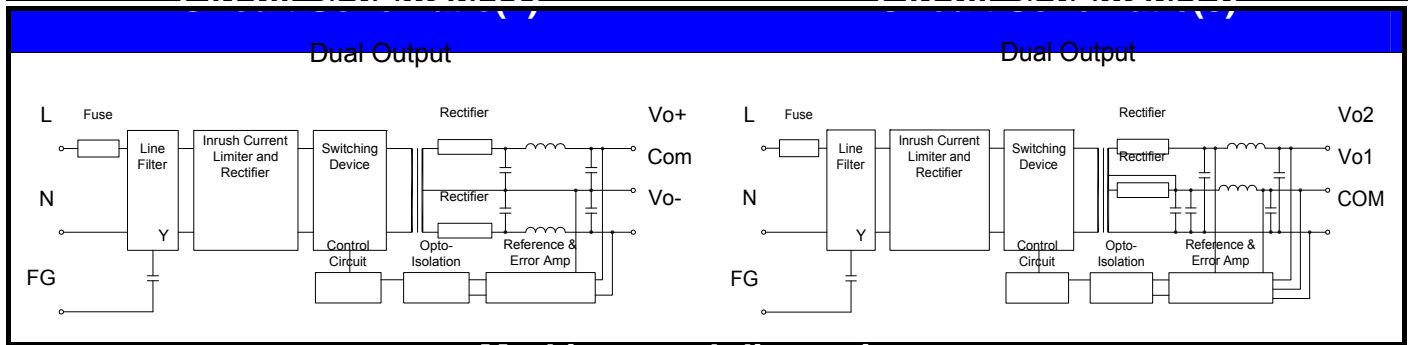 Dual Output
L
Fuse
Rectifier
Vo+
Line
Filter
Inrush Current
Limiter and
Rectifier
Switching
Device
Com
N
Rectifier
Vo-
Y
Control
Circuit
Opto-
Isolation
Reference &
Error Amp
FG
Dual Output
L
Fuse
Rectifier
Vo2
Line
Filter
Inrush Current
Limiter and
Rectifier
Switching
Device
Rectifier
Vo1
N
COM
Y
Control
Circuit
Opto-
Isolation
Reference &
Error Amp
FG